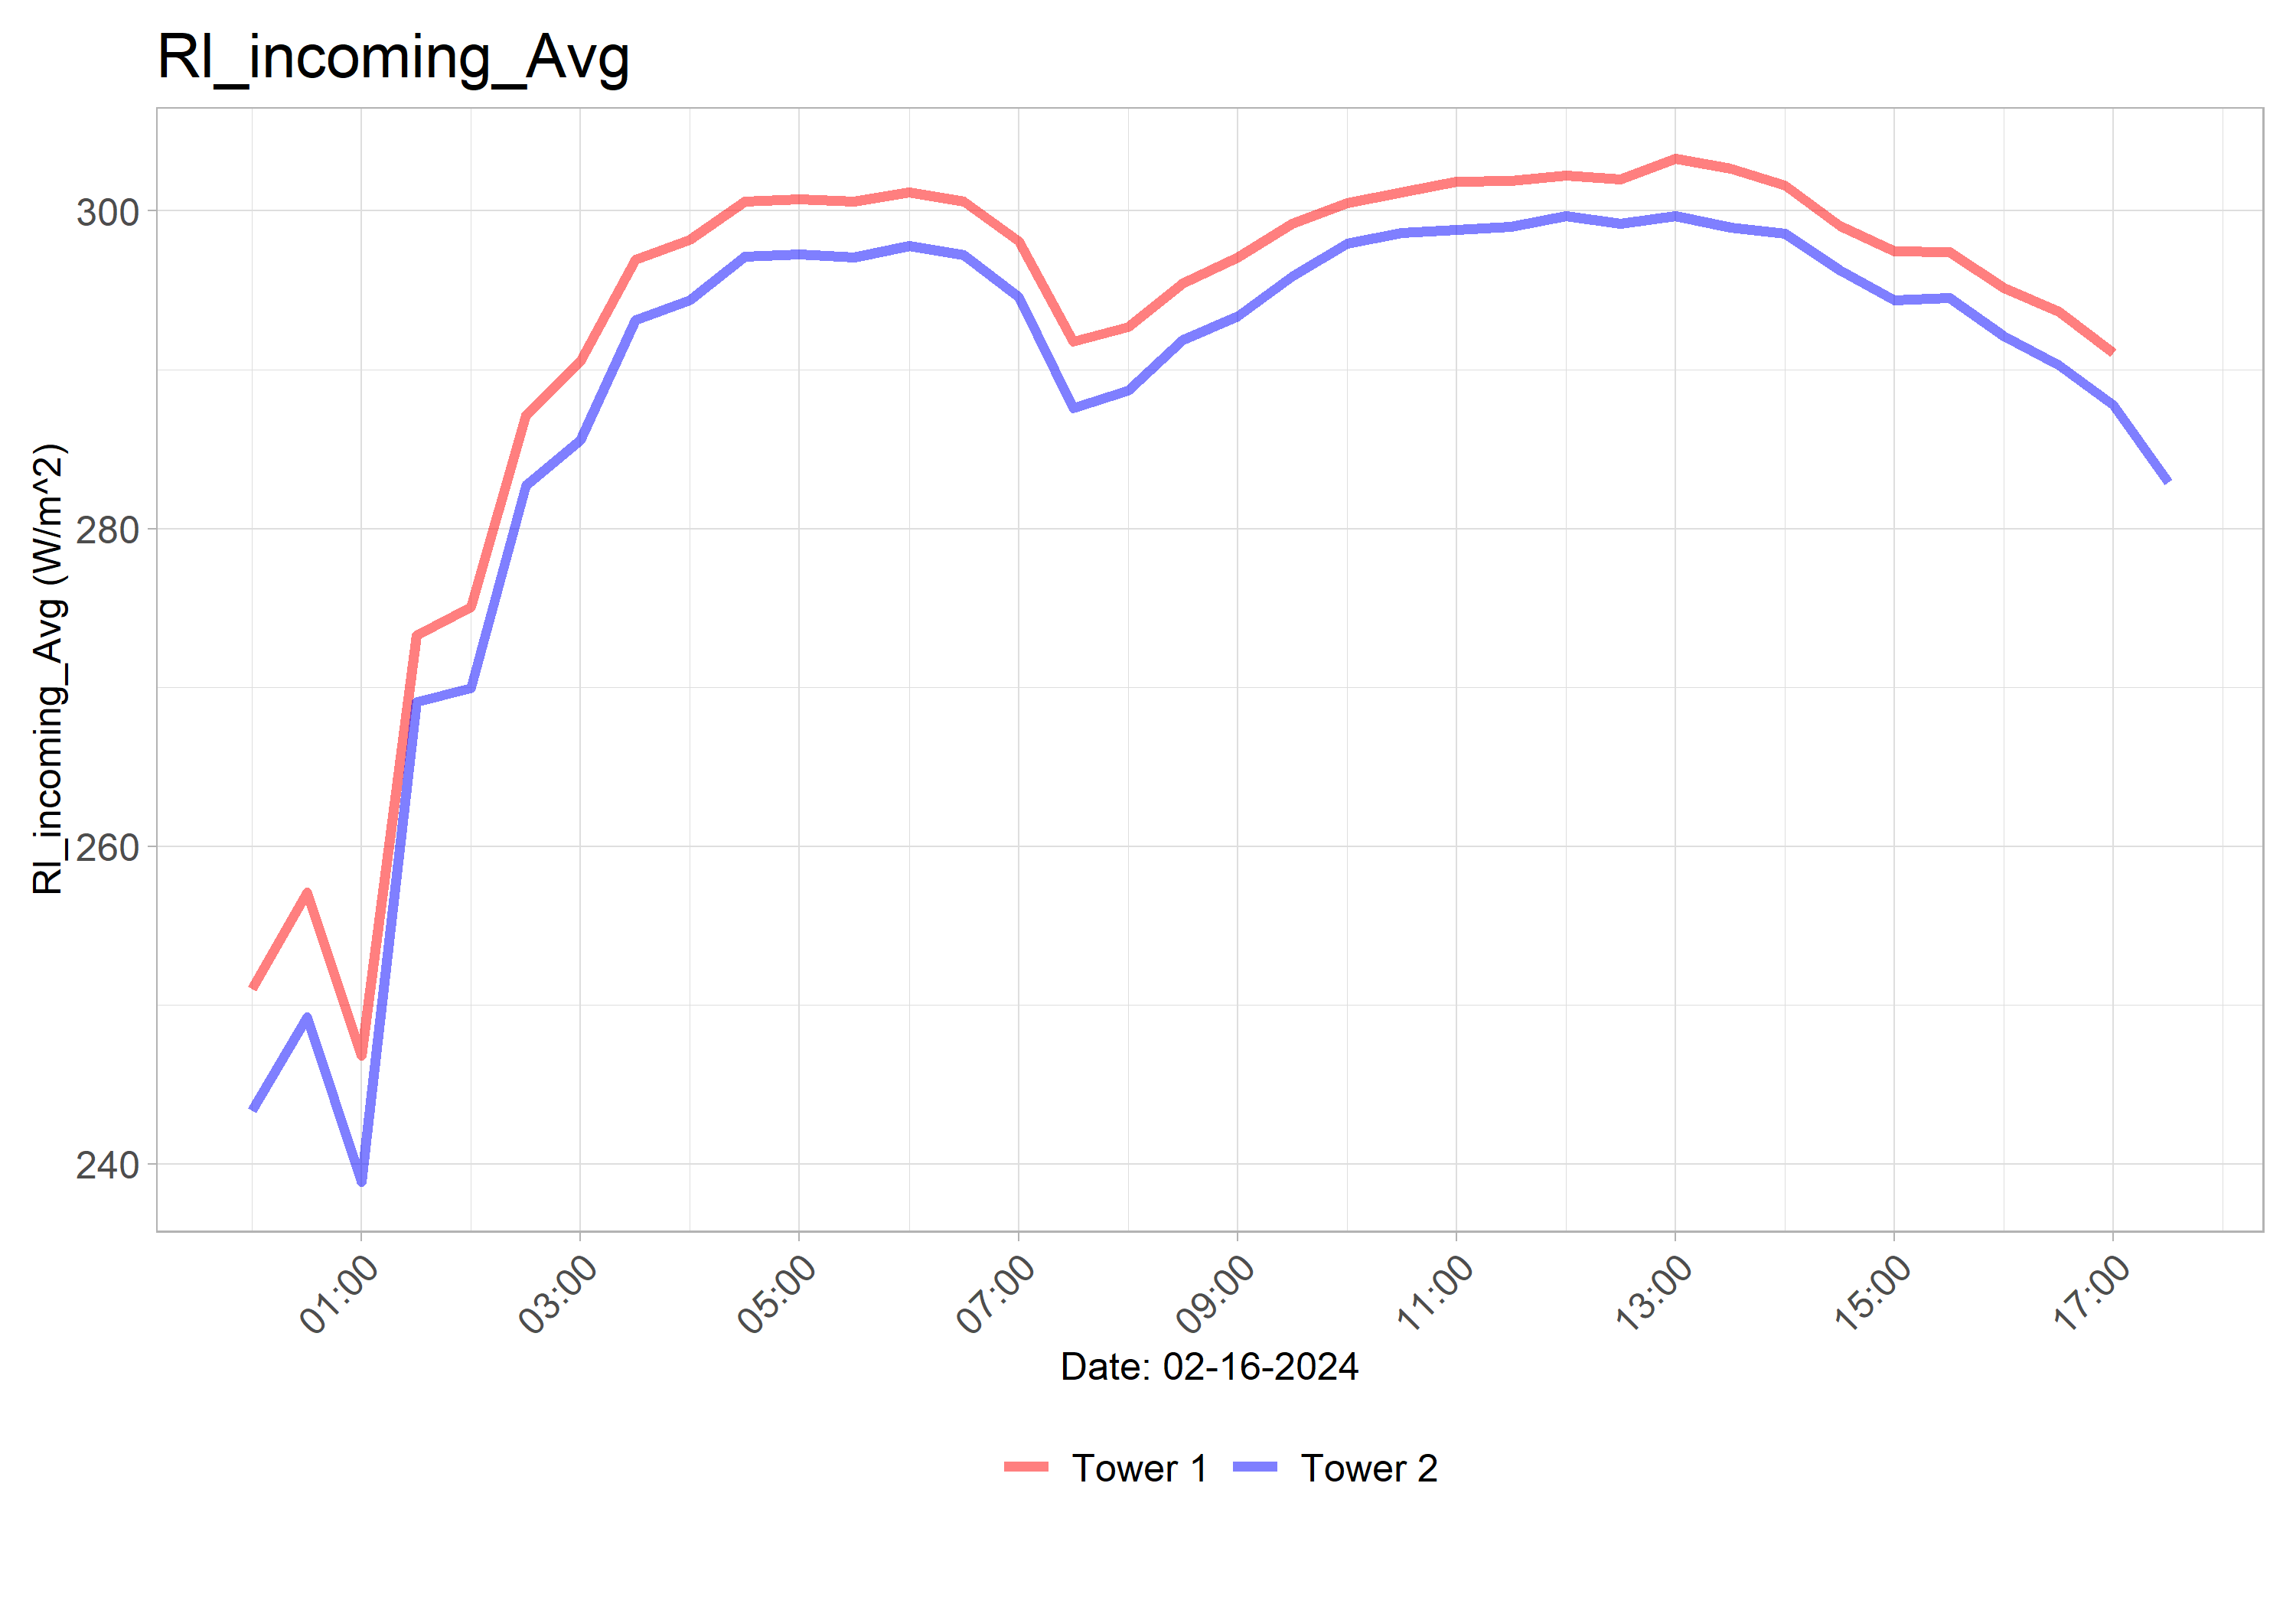 Rl_incoming_Avg
Rl_incoming_Avg (W/m^2)
300
280
260
240
01:00
03:00
05:00
07:00
09:00
11:00
13:00
15:00
17:00
Date: 02-16-2024
Tower 1
Tower 2